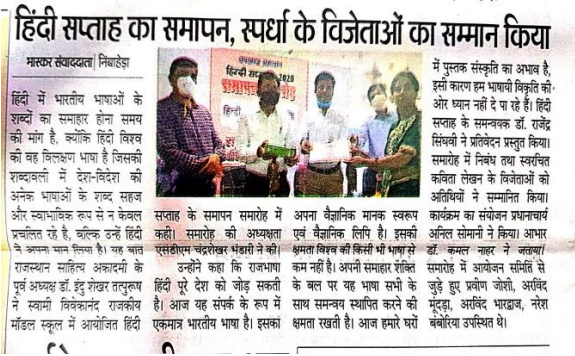 हिंदी सप्ताह का समापन, स्पर्धा के विजेताओं का सम्मान किया
भास्कर संवाददाता | निंबाहेड़ा
हिंदी में भारतीय भाषाओं के
शब्दों का समाहार होना समय
की मांग है, क्योंकि हिंदी विश्व
की वह विलक्षण भाषा है जिसकी
शब्दावली में देश-विदेश की
अनेक भाषाओं के शब्द सहज
और स्वाभाविक रूप से न केवल
प्रचलित रहे है, बल्कि उन्हें हिंदी
ने अपना मान लिया है। यह बात
राजस्थान साहित्य अकादमी के
पूर्व अध्यक्ष डॉ. इंदु शेखर तत्पुरूष
ने स्वामी विवेकानंद राजकीय
मॉडल स्कूल में आयोजित हिंदी
हिन्दी 2020
समापन
सप्ताह के समापन समारोह में
कही। समारोह की अध्यक्षता
एसडीएम चंद्रशेखर भंडारी ने की।
उन्होंने कहा कि राजभाषा
हिंदी पूरे देश को जोड़ सकती
है। आज यह संपर्क के रूप में
एकमात्र भारतीय भाषा है। इसका
अपना वैज्ञानिक मानक स्वरूप
एवं वैज्ञानिक लिपि है। इसकी
क्षमता विश्व की किसी भी भाषा से
कम नहीं है। अपनी समाहार शक्ति
के बल पर यह भाषा सभी के
साथ समन्वय स्थापित करने की
क्षमता रखती है। आज हमारे घरों
में पुस्तक संस्कृति का अभाव है,
इसी कारण हम भाषायी विकृति की
ओर ध्यान नहीं दे पा रहे हैं। हिंदी
सप्ताह के समन्वयक डॉ. राजेंद्र
सिंघवी ने प्रतिवेदन प्रस्तुत किया।
समारोह में निबंध तथा स्वरचित
कविता लेखन के विजेताओं को
अतिथियों ने सम्मानित किया।
कार्यक्रम का संयोजन प्रधानाचार्य
अनिल सोमानी ने किया। आभार
डॉ. कमल नाहर ने जताया।
समारोह में आयोजन समिति से
जुड़े हुए प्रवीण जोशी, अरविंद
मूंदड़ा, अरविंद भारद्वाज, नरेश
बंबोरिया उपस्थित थे।